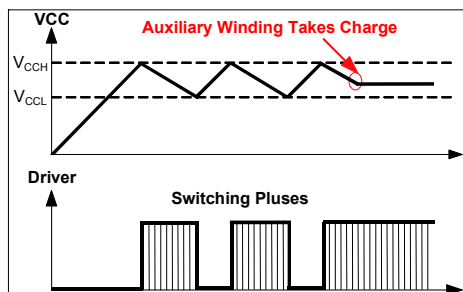 VCC
Auxiliary Winding Takes Charge
VCCH
VCCL
Driver
Switching Pluses